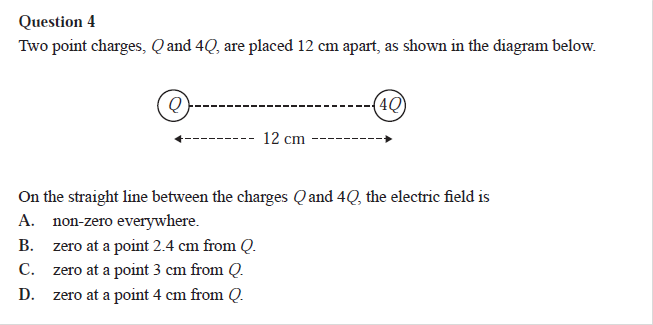 Question 4
Two point charges, Q and 4Q, are placed 12 cm apart, as shown in the diagram below.
Q 4Q
12 cm
On the straight line between the charges Q and 4Q, the electric field is
A. non-zero everywhere.
B. zero at a point 2.4 cm from Q.
C. zero at a point 3 cm from Q.
D. zero at a point 4 cm from Q.